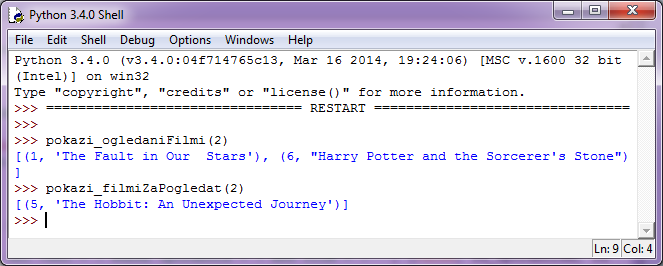 Python 3.4.0 Shell
File Edit Shell Debug Options Windows Help
Python 3.4.0 (v3.4.0:04f714765c13, Mar 16 2014, 19:24:06) [MSC v.1600 32 bit
(Intel)] on win32
Type "copyright", "credits" or "license()" for more information.
>>> ================================ RESTART ================================
>>>
>>> pokazi_ogledaniFilmi(2)
[(1, 'The Fault in Our  Stars'), (6, "Harry Potter and the Sorcerer's Stone")
]
>>> pokazi_filmiZaPogledat(2)
[(5, 'The Hobbit: An Unexpected Journey')]
>>>
Ln: 9 Col: 4